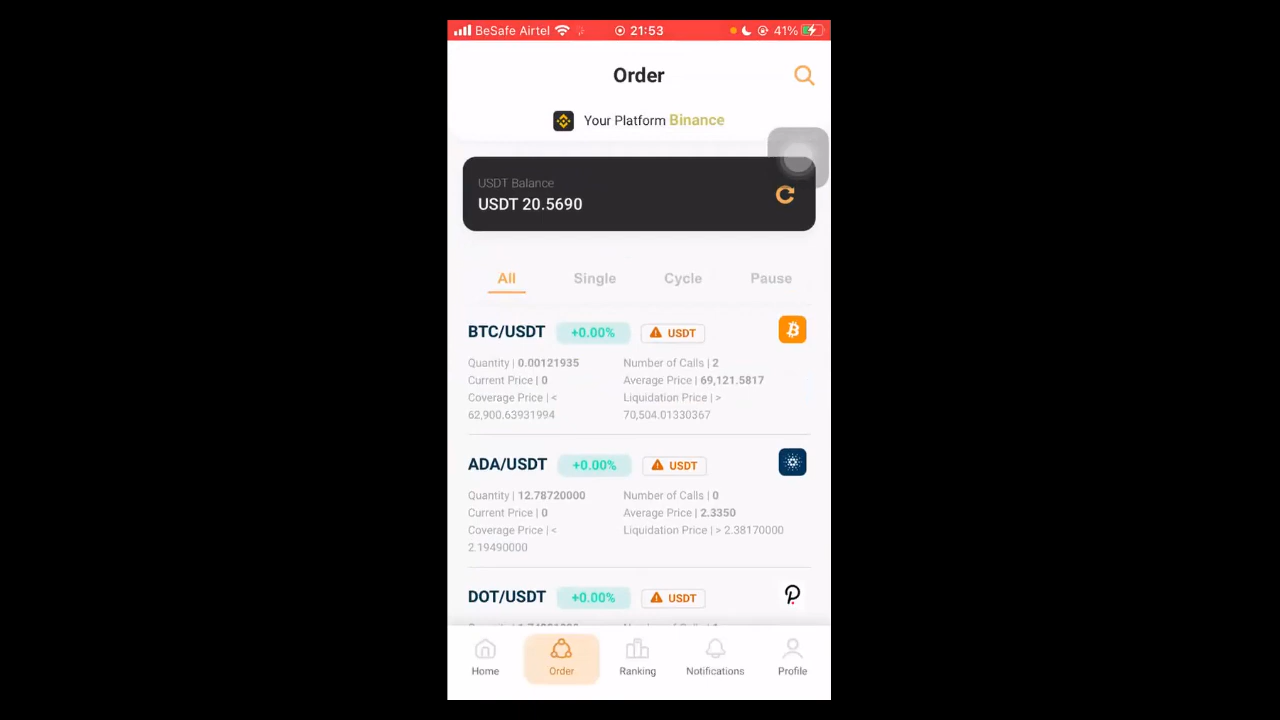 BeSafe Airtel 21:53 41%
Order
Your Platform Binance
USDT Balance
USDT 20.5690
All Single Cycle Pause
BTC/USDT +0.00% USDT
Quantity | 0.00121935 Number of Calls | 2
Current Price | 0 Average Price | 69,121.5817
Coverage Price | < Liquidation Price | >
62,900.63931994 70,504.01330367
ADA/USDT +0.00% USDT
Quantity | 12.78720000 Number of Calls | 0
Current Price | 0 Average Price | 2.3350
Coverage Price | < Liquidation Price | > 2.38170000
2.19490000
DOT/USDT +0.00% USDT
Home Order Ranking Notifications Profile